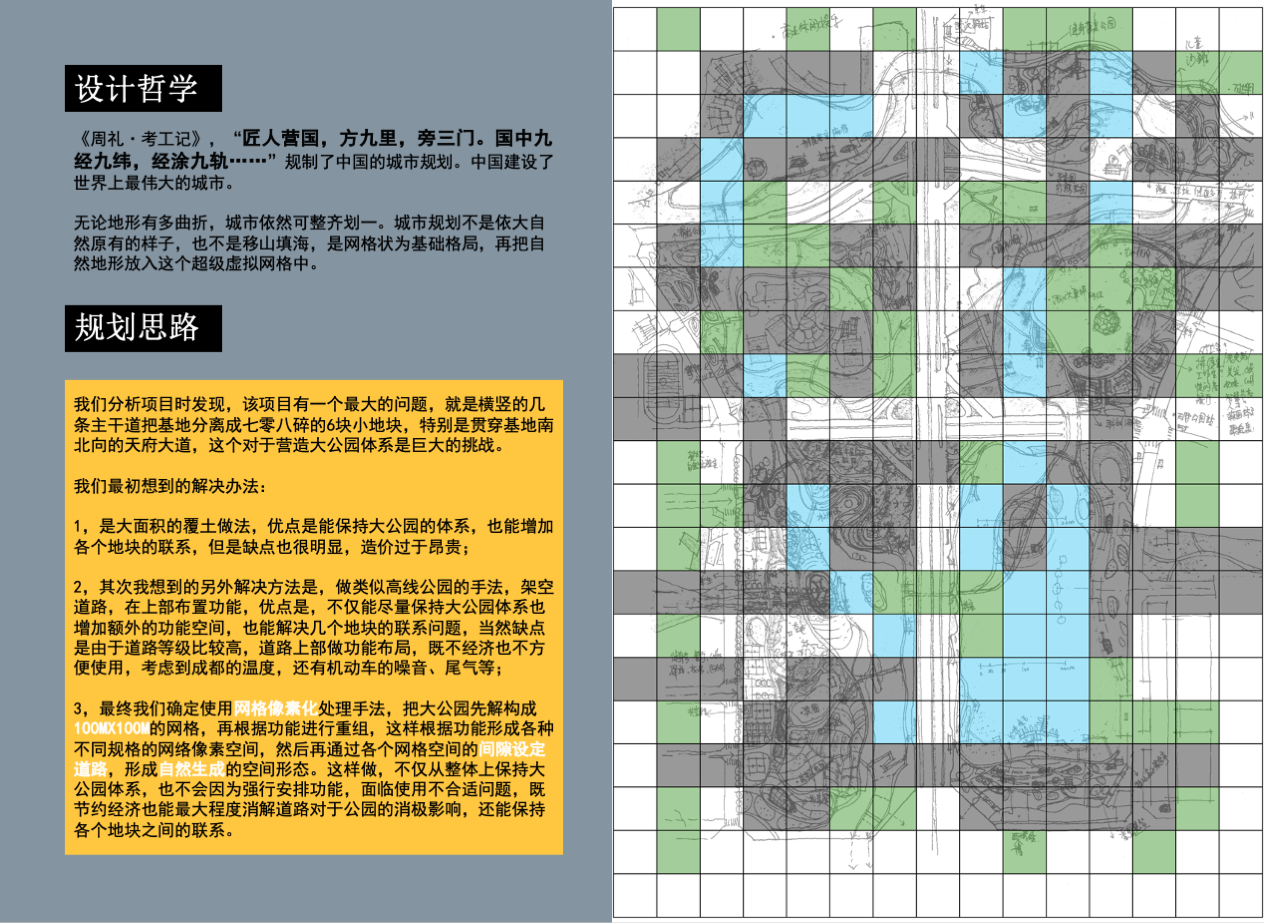 设计哲学
《周礼·考工记》，“匠人营国，方九里，旁三门。国中九
经九纬，经涂九轨……”规制了中国的城市规划。中国建设了
世界上最伟大的城市。
无论地形有多曲折，城市依然可整齐划一。城市规划不是依大自
然原有的样子，也不是移山填海，是网格状为基础格局，再把自
然地形放入这个超级虚拟网格中。
规划思路
我们分析项目时发现，该项目有一个最大的问题，就是横竖的几
条主干道把基地分离成七零八碎的6块小地块，特别是贯穿基地南
北向的天府大道，这个对于营造大公园体系是巨大的挑战。
我们最初想到的解决办法：
1，是大面积的覆土做法，优点是能保持大公园的体系，也能增加
各个地块的联系，但是缺点也很明显，造价过于昂贵；
2，其次我想到的另外解决方法是，做类似高线公园的手法，架空
道路，在上部布置功能，优点是，不仅能尽量保持大公园体系也
增加额外的功能空间，也能解决几个地块的联系问题，当然缺点
是由于道路等级比较高，道路上部做功能布局，既不经济也不方
便使用，考虑到成都的温度，还有机动车的噪音、尾气等；
3，最终我们确定使用网格像素化处理手法，把大公园先解构成
100MX100M的网格，再根据功能进行重组，这样根据功能形成各种
不同规格的网络像素空间，然后再通过各个网格空间的间隙设定
道路，形成自然生成的空间形态。这样做，不仅从整体上保持大
公园体系，也不会因为强行安排功能，面临使用不合适问题，既
节约经济也能最大程度消解道路对于公园的消极影响，还能保持
各个地块之间的联系。